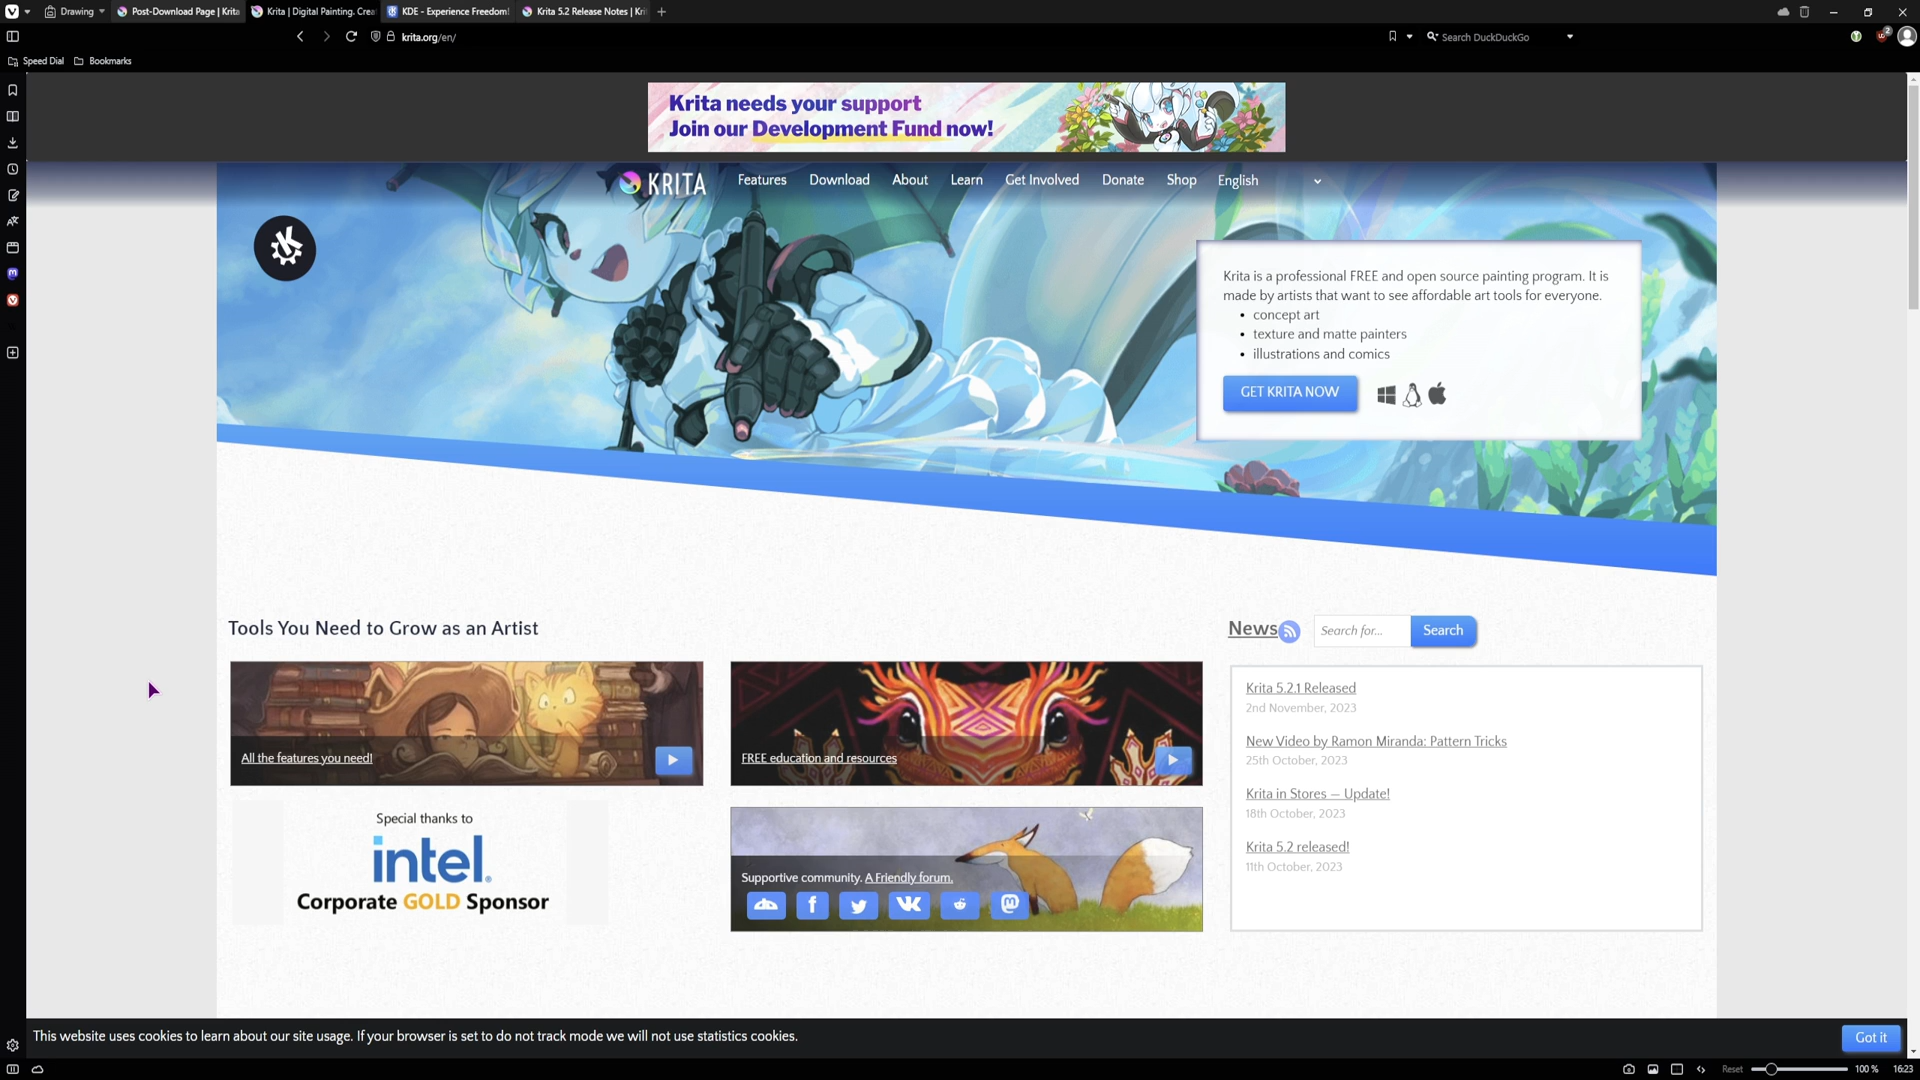 Drawing
Post-Download Page | Krita
Krita | Digital Painting. Crea
KDE - Experience Freedom!
Krita 5.2 Release Notes | Kri
krita.org/en/
Search DuckDuckGo
2
Speed Dial
Bookmarks
Krita needs your support
Join our Development Fund now!
KRITA
Features
Download
About
Learn
Get Involved
Donate
Shop
English
Krita is a professional FREE and open source painting program. It is
made by artists that want to see affordable art tools for everyone.
• concept art
• texture and matte painters
• illustrations and comics
GET KRITA NOW
Tools You Need to Grow as an Artist
All the features you need!
FREE education and resources
Special thanks to
intel.
Corporate GOLD Sponsor
Supportive community. A Friendly forum.
News
Search for...
Search
Krita 5.2.1 Released
2nd November, 2023
New Video by Ramon Miranda: Pattern Tricks
25th October, 2023
Krita in Stores — Update!
18th October, 2023
Krita 5.2 released!
11th October, 2023
This website uses cookies to learn about our site usage. If your browser is set to do not track mode we will not use statistics cookies.
Got it
Reset
100 %
16:23